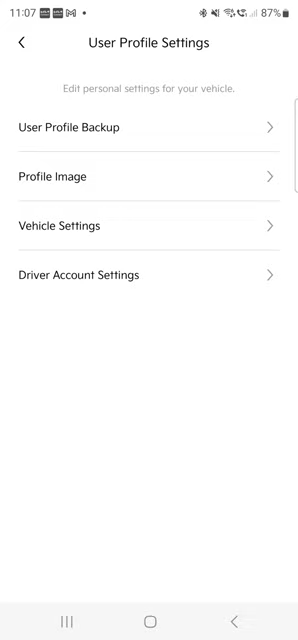 11:07 87%
User Profile Settings
Edit personal settings for your vehicle.
User Profile Backup
Profile Image
Vehicle Settings
Driver Account Settings